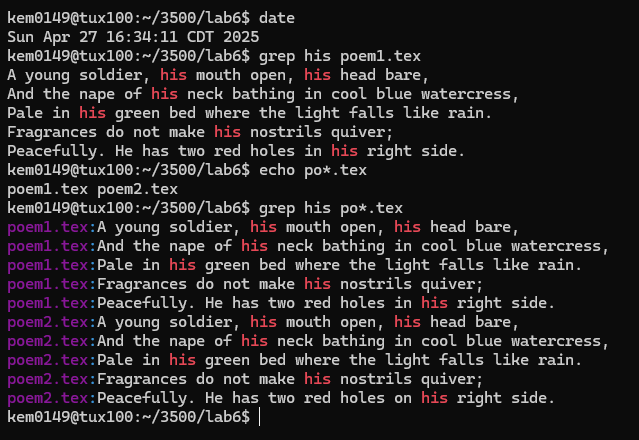 kem0149@tux100:~/3500/lab6$ date
Sun Apr 27 16:34:11 CDT 2025
kem0149@tux100:~/3500/lab6$ grep his poem1.tex
A young soldier, his mouth open, his head bare,
And the nape of his neck bathing in cool blue watercress,
Pale in his green bed where the light falls like rain.
Fragrances do not make his nostrils quiver;
Peacefully. He has two red holes in his right side.
kem0149@tux100:~/3500/lab6$ echo po*.tex
poem1.tex poem2.tex
kem0149@tux100:~/3500/lab6$ grep his po*.tex
poem1.tex:A young soldier, his mouth open, his head bare,
poem1.tex:And the nape of his neck bathing in cool blue watercress,
poem1.tex:Pale in his green bed where the light falls like rain.
poem1.tex:Fragrances do not make his nostrils quiver;
poem1.tex:Peacefully. He has two red holes in his right side.
poem2.tex:A young soldier, his mouth open, his head bare,
poem2.tex:And the nape of his neck bathing in cool blue watercress,
poem2.tex:Pale in his green bed where the light falls like rain.
poem2.tex:Fragrances do not make his nostrils quiver;
poem2.tex:Peacefully. He has two red holes on his right side.
kem0149@tux100:~/3500/lab6$